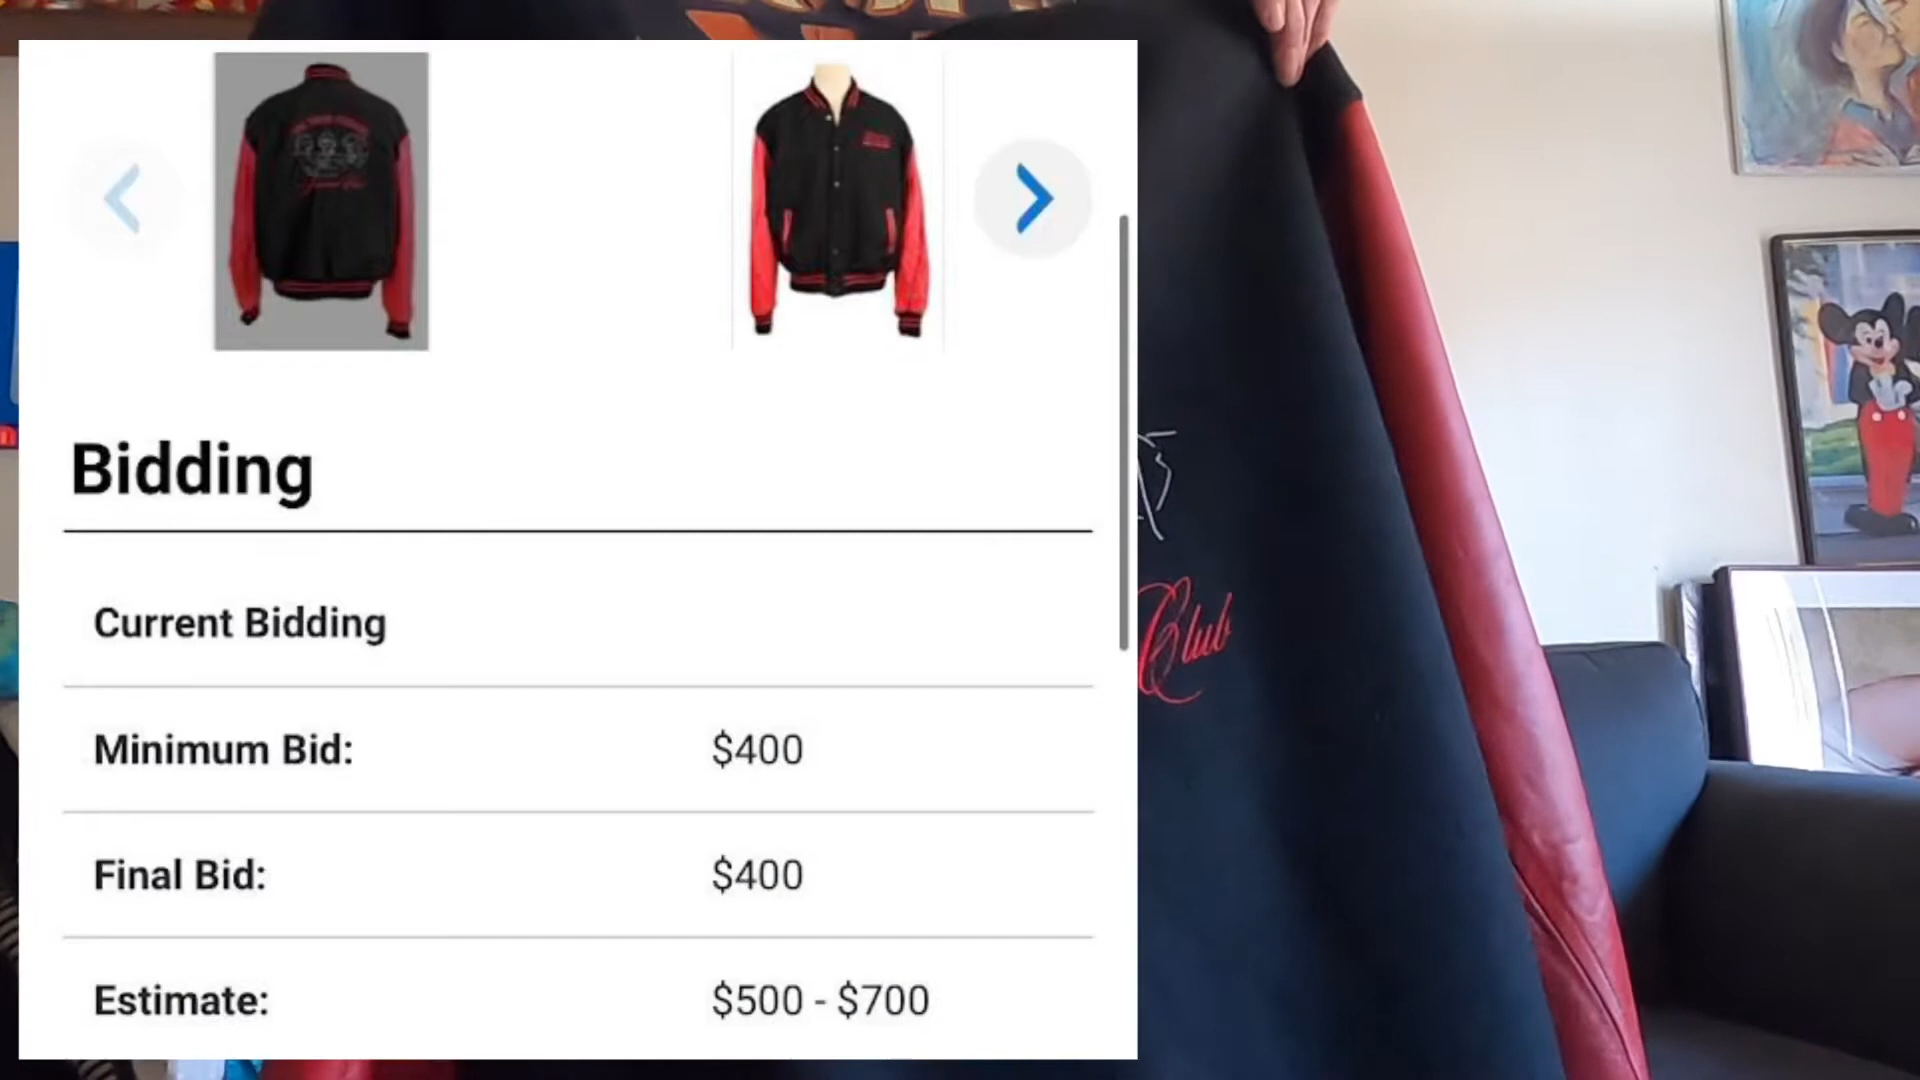 Bidding
Current Bidding
Minimum Bid: $400
Final Bid: $400
Estimate: $500 - $700
Club